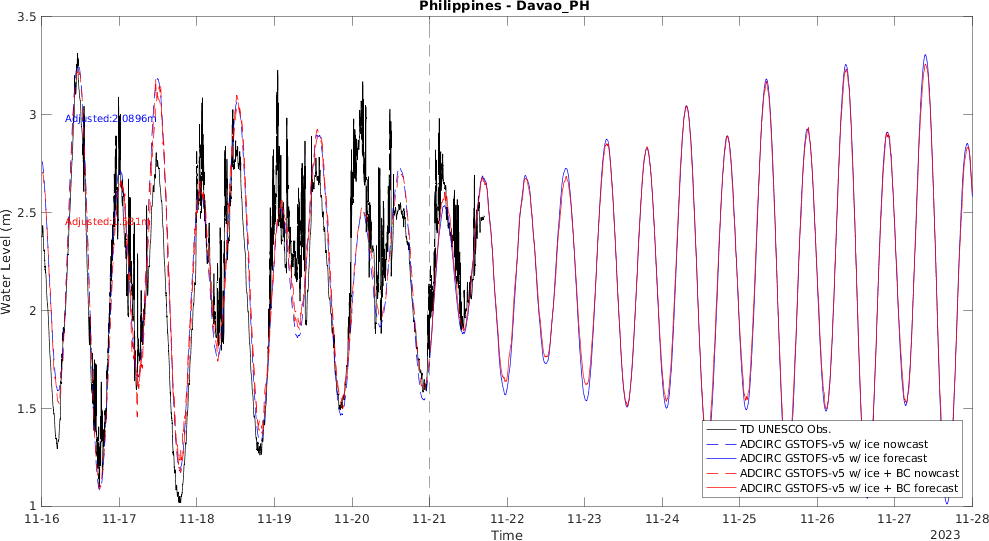 Philippines - Davao_PH
3.5
3
2.5
2
1.5
1
Water Level (m)
Adjusted:2.0896m
11-16
11-17
11-18
11-19
11-20
11-21
11-22
11-23
11-24
11-25
11-26
11-27
11-28
Time
2023
TD UNESCO Obs.
ADCIRC GSTOFS-v5 w/ ice nowcast
ADCIRC GSTOFS-v5 w/ ice forecast
ADCIRC GSTOFS-v5 w/ ice + BC nowcast
ADCIRC GSTOFS-v5 w/ ice + BC forecast